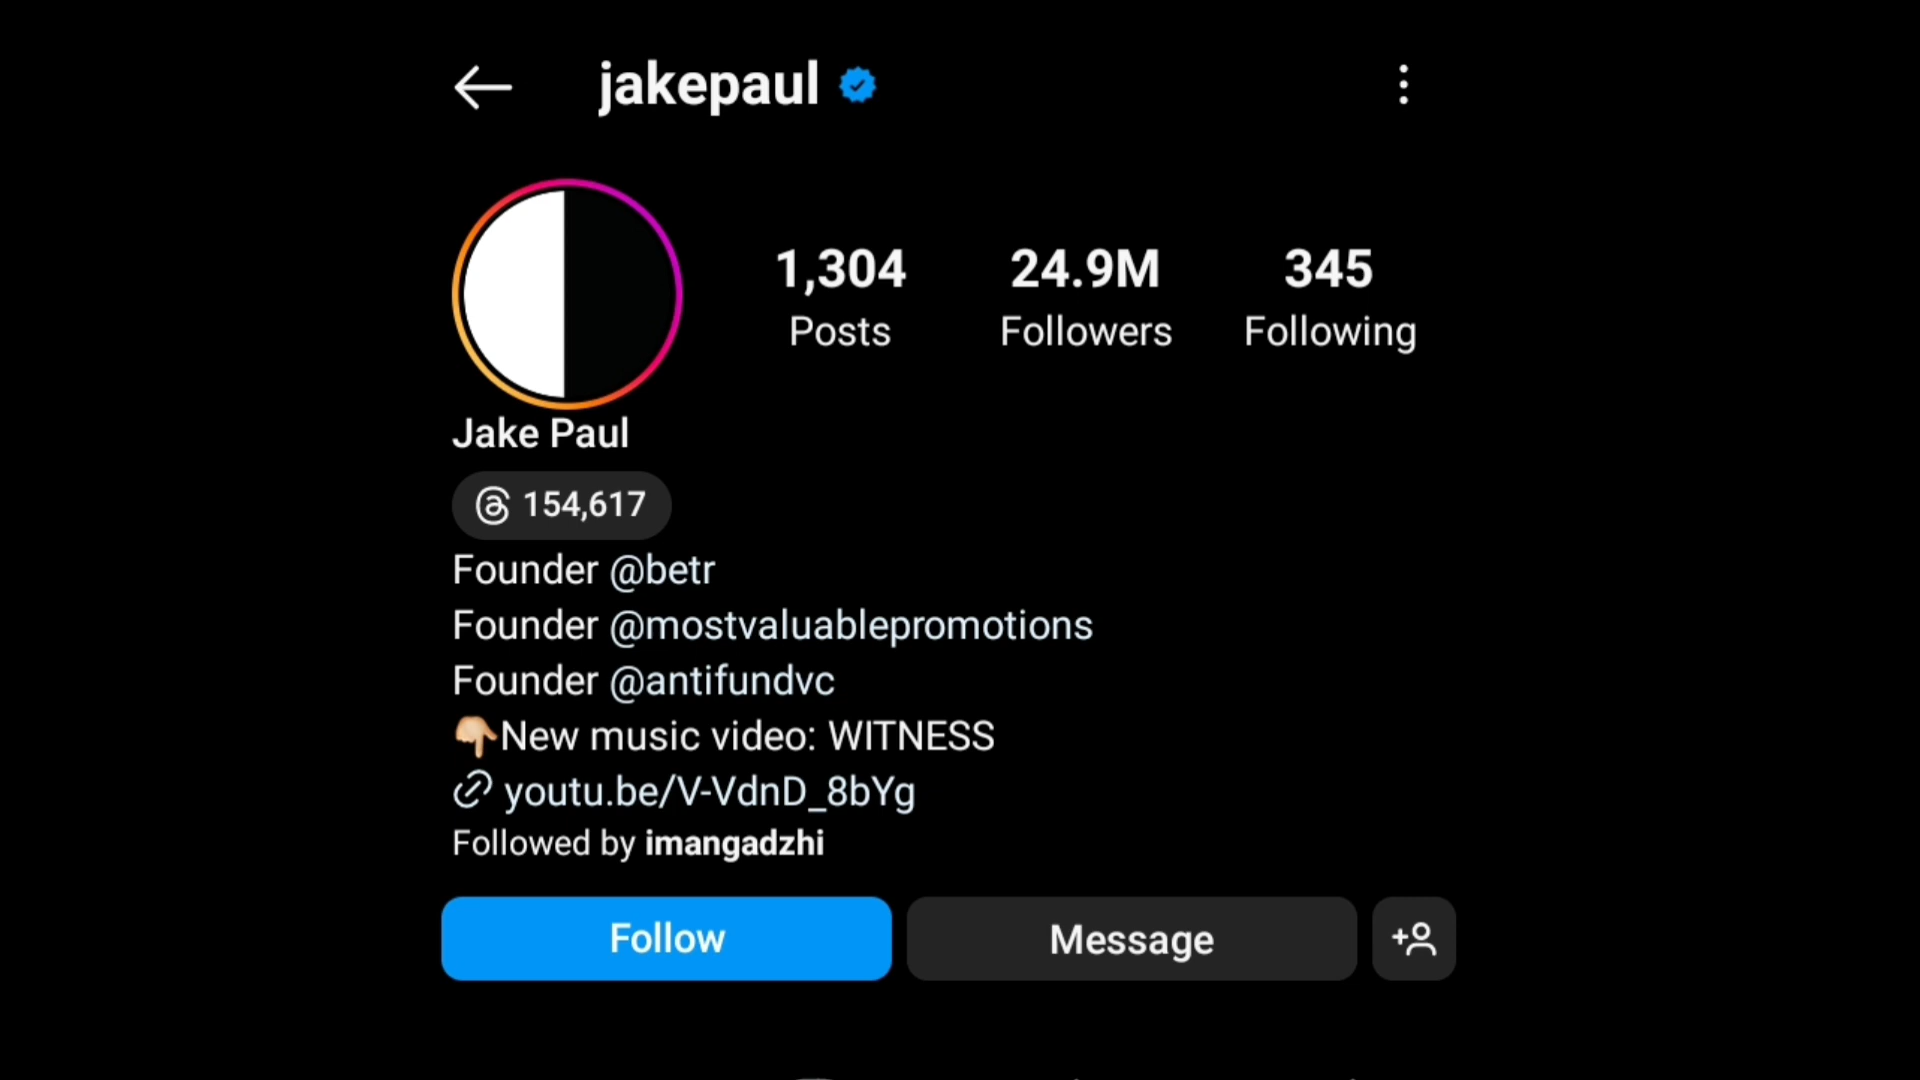 jakepaul
1,304 24.9M 345
Posts Followers Following
Jake Paul
154,617
Founder @betr
Founder @mostvaluablepromotions
Founder @antifundvc
👇🏼New music video: WITNESS
youtu.be/V-VdnD_8bYg
Followed by imangadzhi
Follow Message